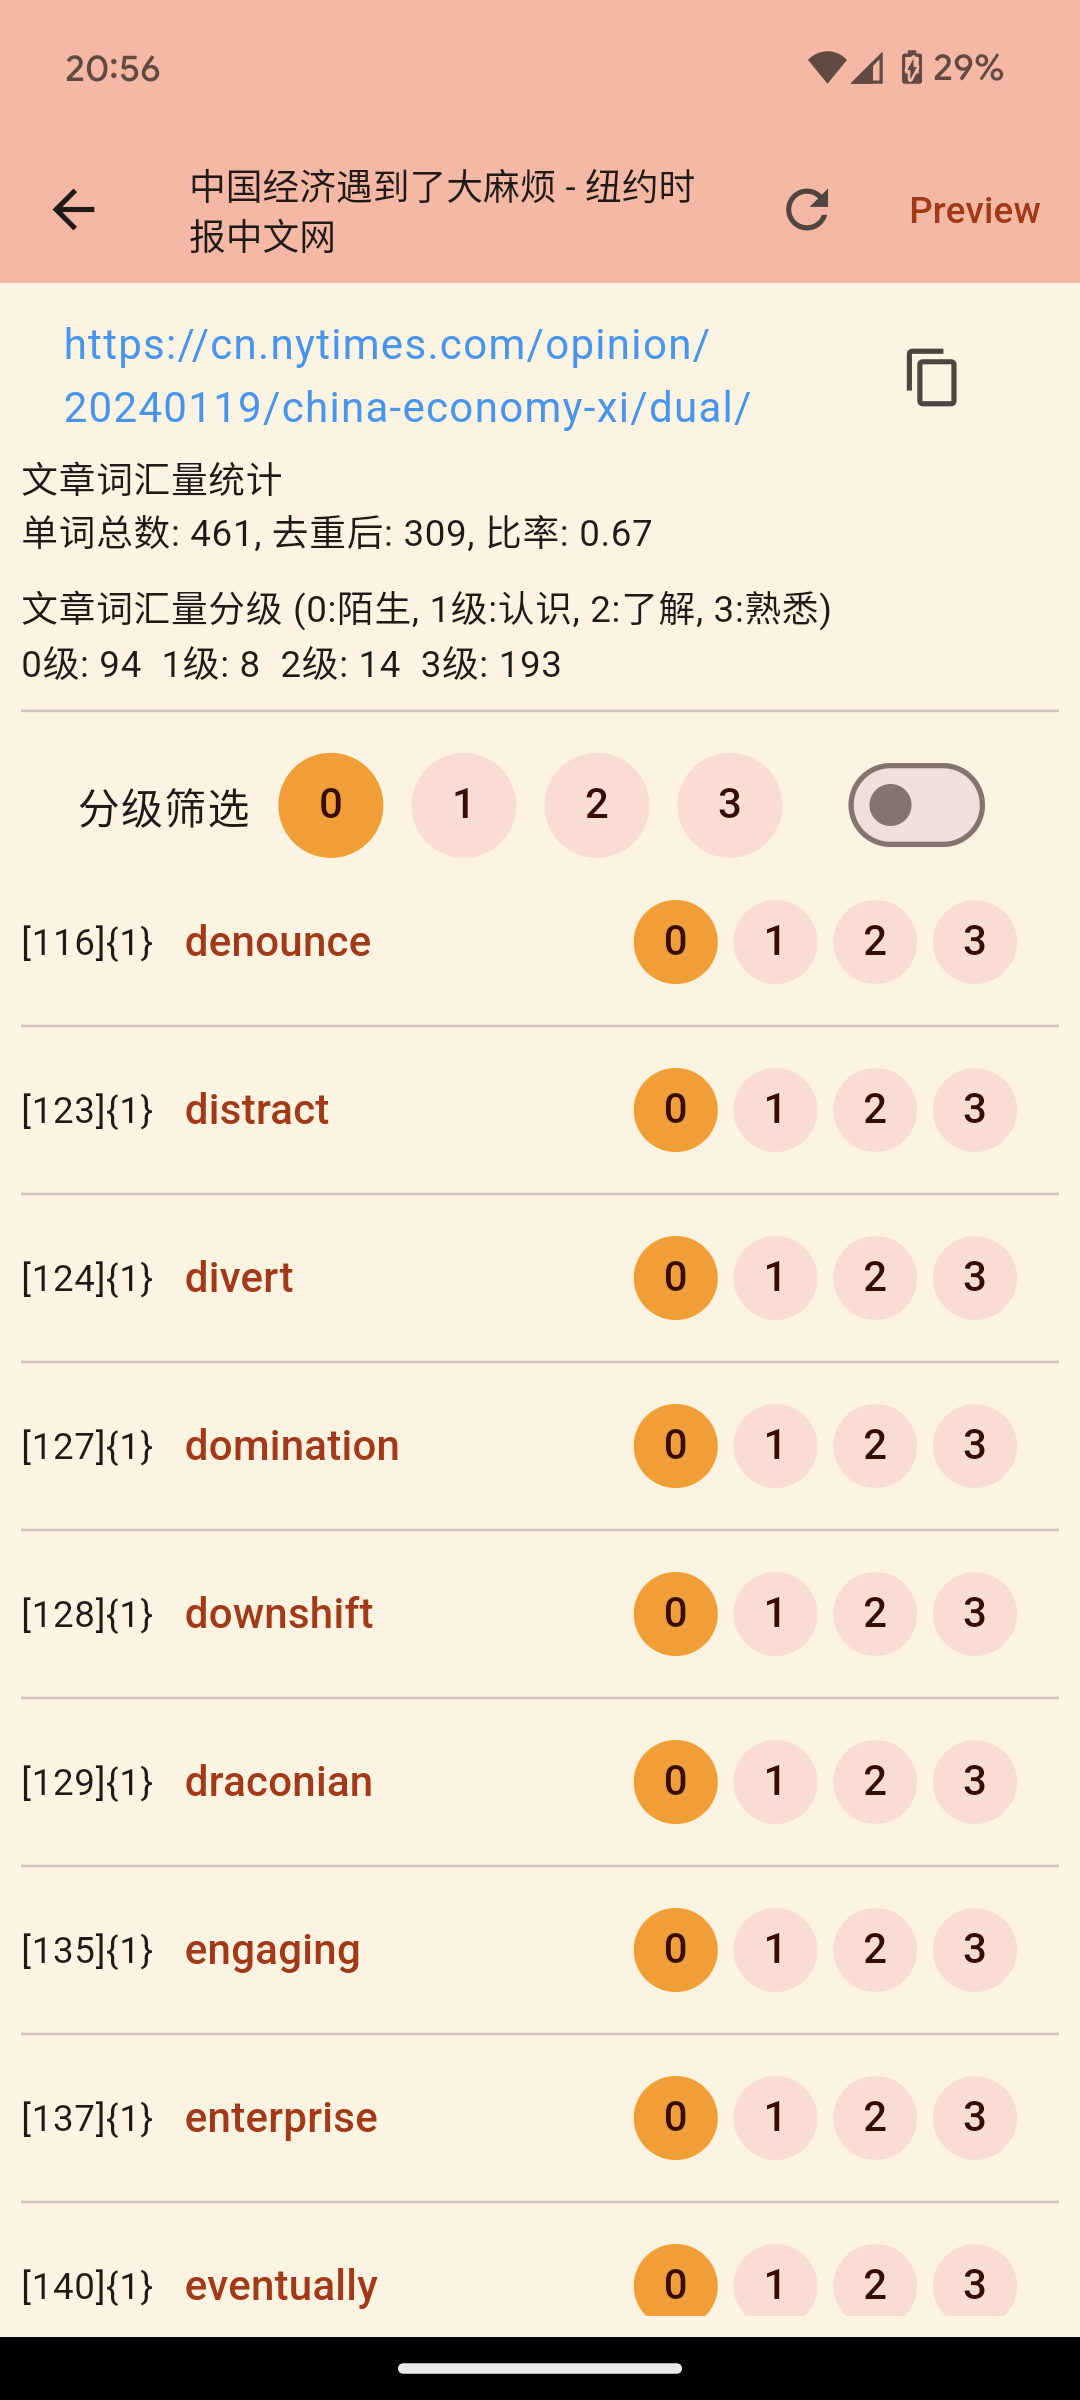 20:56 29%
中国经济遇到了大麻烦 - 纽约时
报中文网
Preview
https://cn.nytimes.com/opinion/
20240119/china-economy-xi/dual/
文章词汇量统计
单词总数: 461, 去重后: 309, 比率: 0.67
文章词汇量分级 (0:陌生, 1级:认识, 2:了解, 3:熟悉)
0级: 94 1级: 8 2级: 14 3级: 193
分级筛选 0 1 2 3
[116]{1} denounce 0 1 2 3
[123]{1} distract 0 1 2 3
[124]{1} divert 0 1 2 3
[127]{1} domination 0 1 2 3
[128]{1} downshift 0 1 2 3
[129]{1} draconian 0 1 2 3
[135]{1} engaging 0 1 2 3
[137]{1} enterprise 0 1 2 3
[140]{1} eventually 0 1 2 3